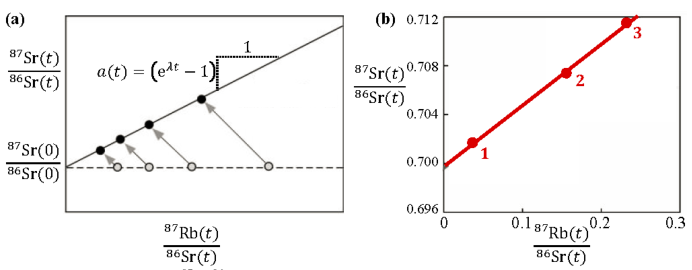 (a)
⁸⁷Sr(t)
⁸⁶Sr(t)
a(t) = (e^λt − 1)
1
⁸⁷Sr(0)
⁸⁶Sr(0)
⁸⁷Rb(t)
⁸⁶Sr(t)
(b)
0.712
0.708
0.704
0.700
0.696
⁸⁷Sr(t)
⁸⁶Sr(t)
1
2
3
0
0.1
0.2
0.3
⁸⁷Rb(t)
⁸⁶Sr(t)